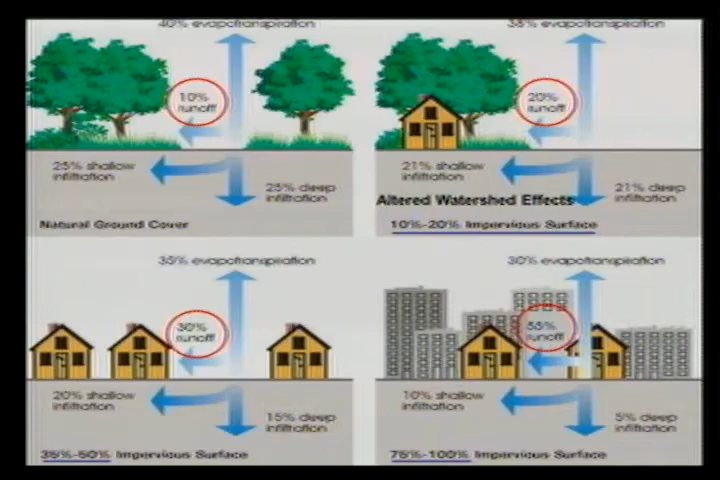 40% evapotranspiration
10%
runoff
25% shallow
infiltration
25% deep
infiltration
Natural Ground Cover
38% evapotranspiration
20%
runoff
21% shallow
infiltration
21% deep
infiltration
Altered Watershed Effects
10%-20% Impervious Surface
35% evapotranspiration
30%
runoff
20% shallow
infiltration
15% deep
infiltration
35%-50% Impervious Surface
30% evapotranspiration
55%
runoff
10% shallow
infiltration
5% deep
infiltration
75%-100% Impervious Surface